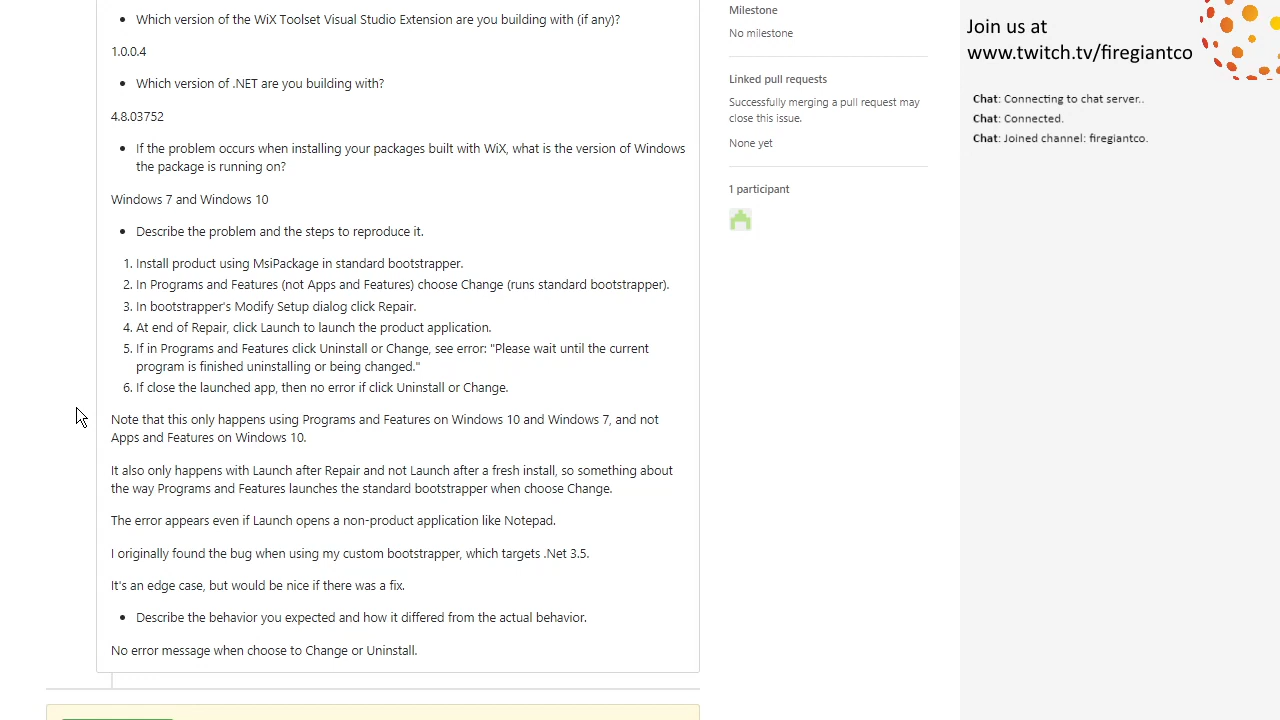 • Which version of the WiX Toolset Visual Studio Extension are you building with (if any)?
1.0.0.4
• Which version of .NET are you building with?
4.8.03752
• If the problem occurs when installing your packages built with WiX, what is the version of Windows
the package is running on?
Windows 7 and Windows 10
• Describe the problem and the steps to reproduce it.
1. Install product using MsiPackage in standard bootstrapper.
2. In Programs and Features (not Apps and Features) choose Change (runs standard bootstrapper).
3. In bootstrapper's Modify Setup dialog click Repair.
4. At end of Repair, click Launch to launch the product application.
5. If in Programs and Features click Uninstall or Change, see error: "Please wait until the current
program is finished uninstalling or being changed."
6. If close the launched app, then no error if click Uninstall or Change.
Note that this only happens using Programs and Features on Windows 10 and Windows 7, and not
Apps and Features on Windows 10.
It also only happens with Launch after Repair and not Launch after a fresh install, so something about
the way Programs and Features launches the standard bootstrapper when choose Change.
The error appears even if Launch opens a non-product application like Notepad.
I originally found the bug when using my custom bootstrapper, which targets .Net 3.5.
It's an edge case, but would be nice if there was a fix.
• Describe the behavior you expected and how it differed from the actual behavior.
No error message when choose to Change or Uninstall.
Milestone
No milestone
Linked pull requests
Successfully merging a pull request may
close this issue.
None yet
1 participant
Join us at
www.twitch.tv/firegiantco
Chat: Connecting to chat server..
Chat: Connected.
Chat: Joined channel: firegiantco.